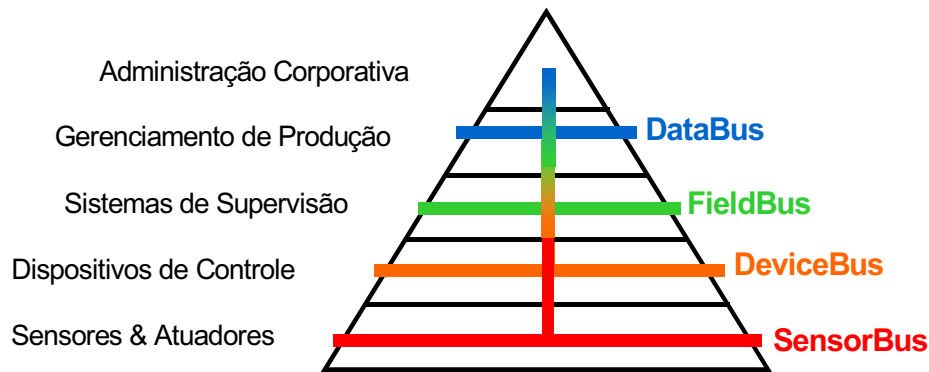 Administração Corporativa
Gerenciamento de Produção
DataBus
Sistemas de Supervisão
FieldBus
Dispositivos de Controle
DeviceBus
Sensores & Atuadores
SensorBus